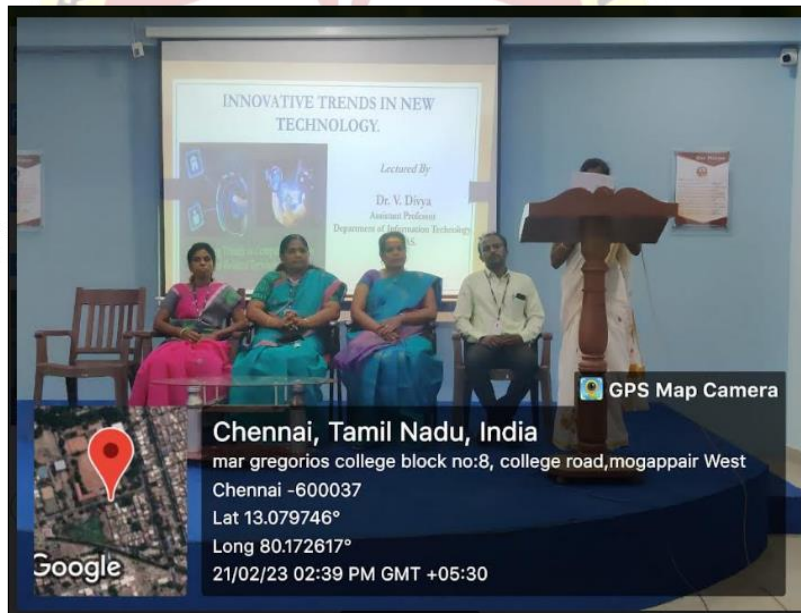 INNOVATIVE TRENDS IN NEW
TECHNOLOGY.
Lectured By
Dr. V. Divya
Assistant Professor
Department of Information Technology
GPS Map Camera
Chennai, Tamil Nadu, India
mar gregorios college block no:8, college road,mogappair West
Chennai -600037
Lat 13.079746°
Long 80.172617°
21/02/23 02:39 PM GMT +05:30
Google